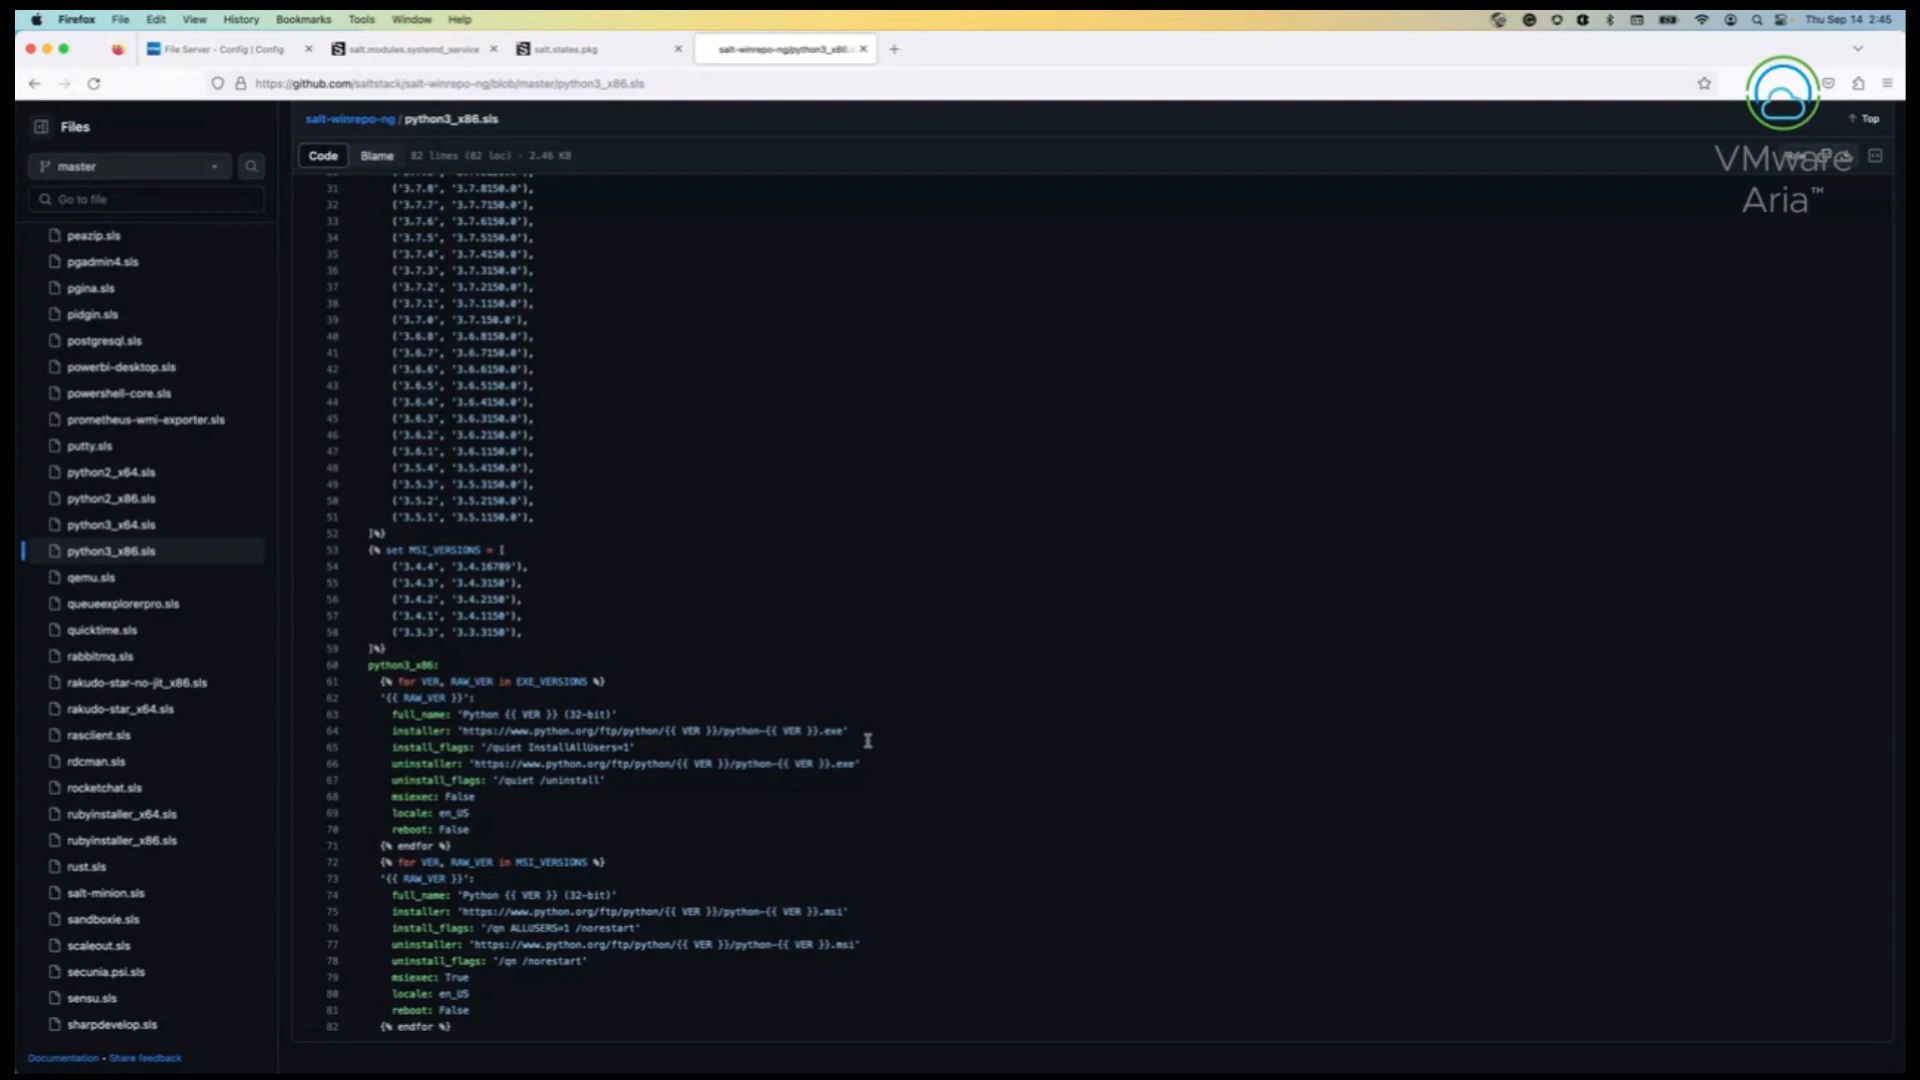 Firefox File Edit View History Bookmarks Tools Window Help
Thu Sep 14 2:45
File Server - Config | Config
salt.modules.systemd_service
salt.states.pkg
salt-winrepo-ng/python3_x86.
https://github.com/saltstack/salt-winrepo-ng/blob/master/python3_x86.sls
VMware
Aria™
Files
master
Go to file
peazip.sls
pgadmin4.sls
pgina.sls
pidgin.sls
postgresql.sls
powerbi-desktop.sls
powershell-core.sls
prometheus-wmi-exporter.sls
putty.sls
python2_x64.sls
python2_x86.sls
python3_x64.sls
python3_x86.sls
qemu.sls
queueexplorerpro.sls
quicktime.sls
rabbitmq.sls
rakudo-star-no-jit_x86.sls
rakudo-star_x64.sls
rasclient.sls
rdcman.sls
rocketchat.sls
rubyinstaller_x64.sls
rubyinstaller_x86.sls
rust.sls
salt-minion.sls
sandboxie.sls
scaleout.sls
secunia.psi.sls
sensu.sls
sharpdevelop.sls
Documentation • Share feedback
salt-winrepo-ng / python3_x86.sls
Top
Code Blame 82 lines (82 loc) · 2.46 KB
31 ('3.7.8', '3.7.8150.0'),
32 ('3.7.7', '3.7.7150.0'),
33 ('3.7.6', '3.7.6150.0'),
34 ('3.7.5', '3.7.5150.0'),
35 ('3.7.4', '3.7.4150.0'),
36 ('3.7.3', '3.7.3150.0'),
37 ('3.7.2', '3.7.2150.0'),
38 ('3.7.1', '3.7.1150.0'),
39 ('3.7.0', '3.7.150.0'),
40 ('3.6.8', '3.6.8150.0'),
41 ('3.6.7', '3.6.7150.0'),
42 ('3.6.6', '3.6.6150.0'),
43 ('3.6.5', '3.6.5150.0'),
44 ('3.6.4', '3.6.4150.0'),
45 ('3.6.3', '3.6.3150.0'),
46 ('3.6.2', '3.6.2150.0'),
47 ('3.6.1', '3.6.1150.0'),
48 ('3.5.4', '3.5.4150.0'),
49 ('3.5.3', '3.5.3150.0'),
50 ('3.5.2', '3.5.2150.0'),
51 ('3.5.1', '3.5.1150.0'),
52 ]%}
53 {% set MSI_VERSIONS = [
54 ('3.4.4', '3.4.16789'),
55 ('3.4.3', '3.4.3150'),
56 ('3.4.2', '3.4.2150'),
57 ('3.4.1', '3.4.1150'),
58 ('3.3.3', '3.3.3150'),
59 ]%}
60 python3_x86:
61 {% for VER, RAW_VER in EXE_VERSIONS %}
62 '{{ RAW_VER }}':
63 full_name: 'Python {{ VER }} (32-bit)'
64 installer: 'https://www.python.org/ftp/python/{{ VER }}/python-{{ VER }}.exe'
65 install_flags: '/quiet InstallAllUsers=1'
66 uninstaller: 'https://www.python.org/ftp/python/{{ VER }}/python-{{ VER }}.exe'
67 uninstall_flags: '/quiet /uninstall'
68 msiexec: False
69 locale: en_US
70 reboot: False
71 {% endfor %}
72 {% for VER, RAW_VER in MSI_VERSIONS %}
73 '{{ RAW_VER }}':
74 full_name: 'Python {{ VER }} (32-bit)'
75 installer: 'https://www.python.org/ftp/python/{{ VER }}/python-{{ VER }}.msi'
76 install_flags: '/qn ALLUSERS=1 /norestart'
77 uninstaller: 'https://www.python.org/ftp/python/{{ VER }}/python-{{ VER }}.msi'
78 uninstall_flags: '/qn /norestart'
79 msiexec: True
80 locale: en_US
81 reboot: False
82 {% endfor %}